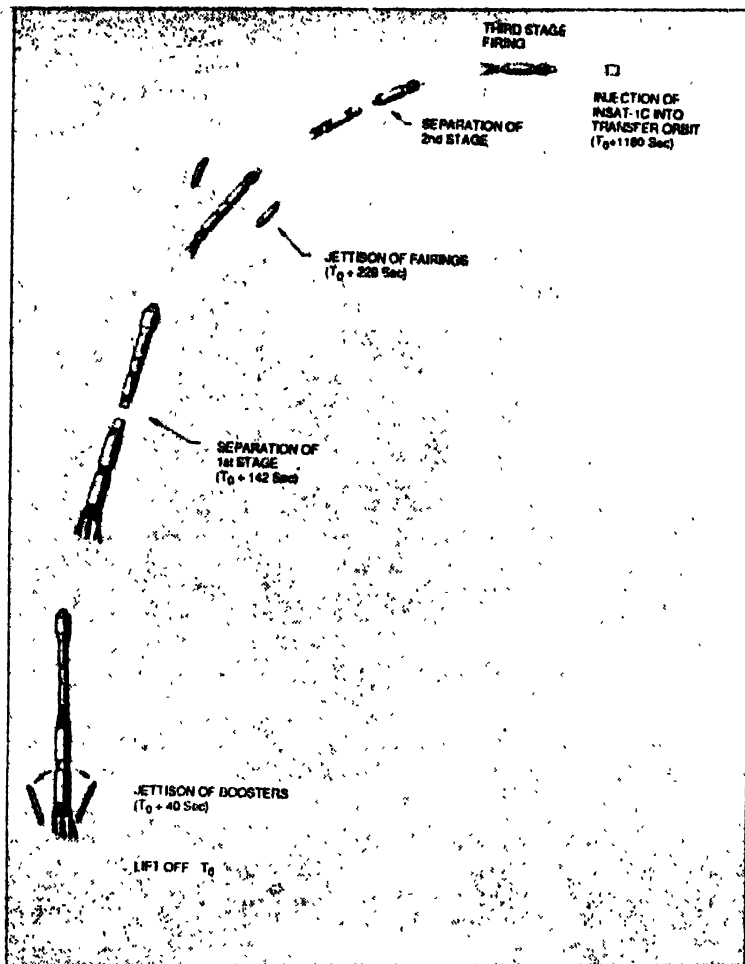 THIRD STAGE
FIRING
INJECTION OF
INSAT-1C INTO
TRANSFER ORBIT
(T0+1180 Sec)
SEPARATION OF
2nd STAGE
JETTISON OF FAIRINGS
(T0 + 229 Sec)
SEPARATION OF
1st STAGE
(T0 + 142 Sec)
JETTISON OF BOOSTERS
(T0 + 40 Sec)
LIFT OFF T0